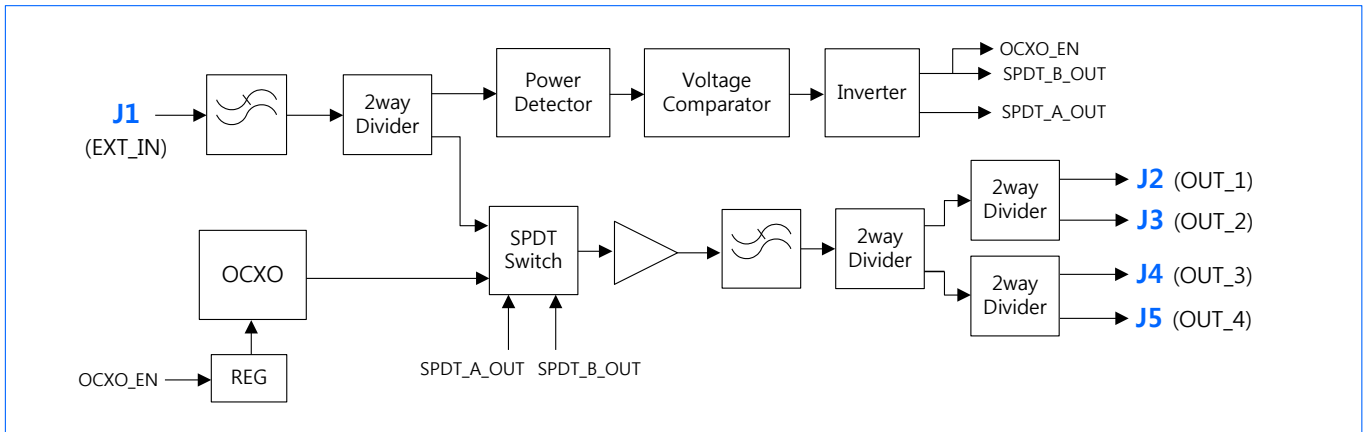 J1
(EXT_IN)
2way
Divider
Power
Detector
Voltage
Comparator
Inverter
OCXO_EN
SPDT_B_OUT
SPDT_A_OUT
OCXO
OCXO_EN
REG
SPDT
Switch
SPDT_A_OUT
SPDT_B_OUT
2way
Divider
2way
Divider
J2 (OUT_1)
J3 (OUT_2)
2way
Divider
J4 (OUT_3)
J5 (OUT_4)